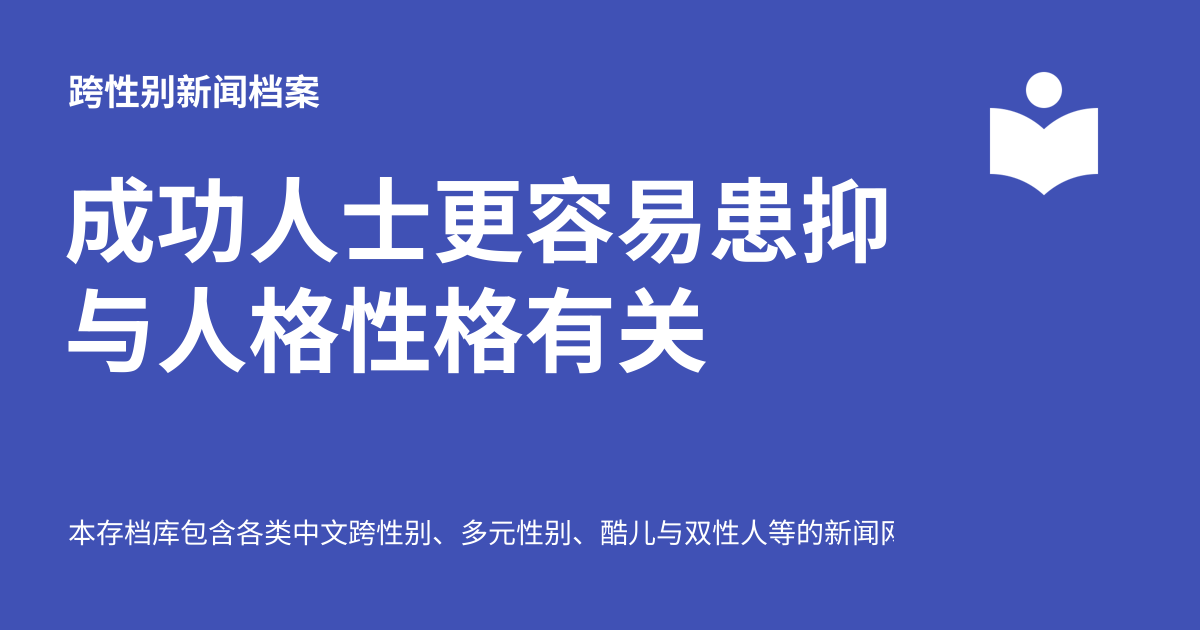 跨性别新闻档案
成功人士更容易患抑
与人格性格有关
本存档库包含各类中文跨性别、多元性别、酷儿与双性人等的新闻网